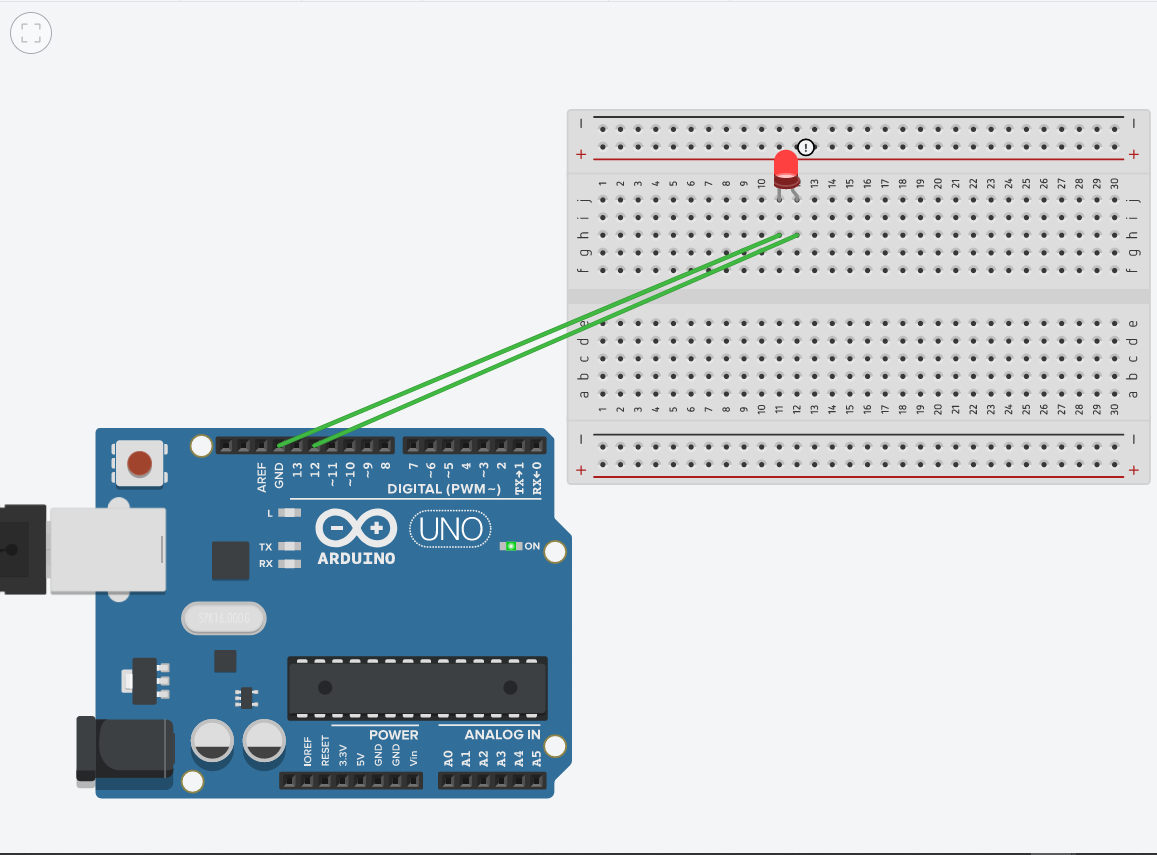 − −
+ !  +
1 2 3 4 5 6 7 8 9 10 11 12 13 14 15 16 17 18 19 20 21 22 23 24 25 26 27 28 29 30
j j
i i
h h
g g
f f
e e
d d
c c
b b
a a
1 2 3 4 5 6 7 8 9 10 11 12 13 14 15 16 17 18 19 20 21 22 23 24 25 26 27 28 29 30
− −
+ +
AREF GND 13 12 ~11 ~10 ~9 8 7 ~6 ~5 4 ~3 2 TX→1 RX←0
DIGITAL (PWM~)
L
UNO
TX
RX
ON
ARDUINO
POWER
ANALOG IN
IOREF RESET 3.3V 5V GND GND Vin A0 A1 A2 A3 A4 A5